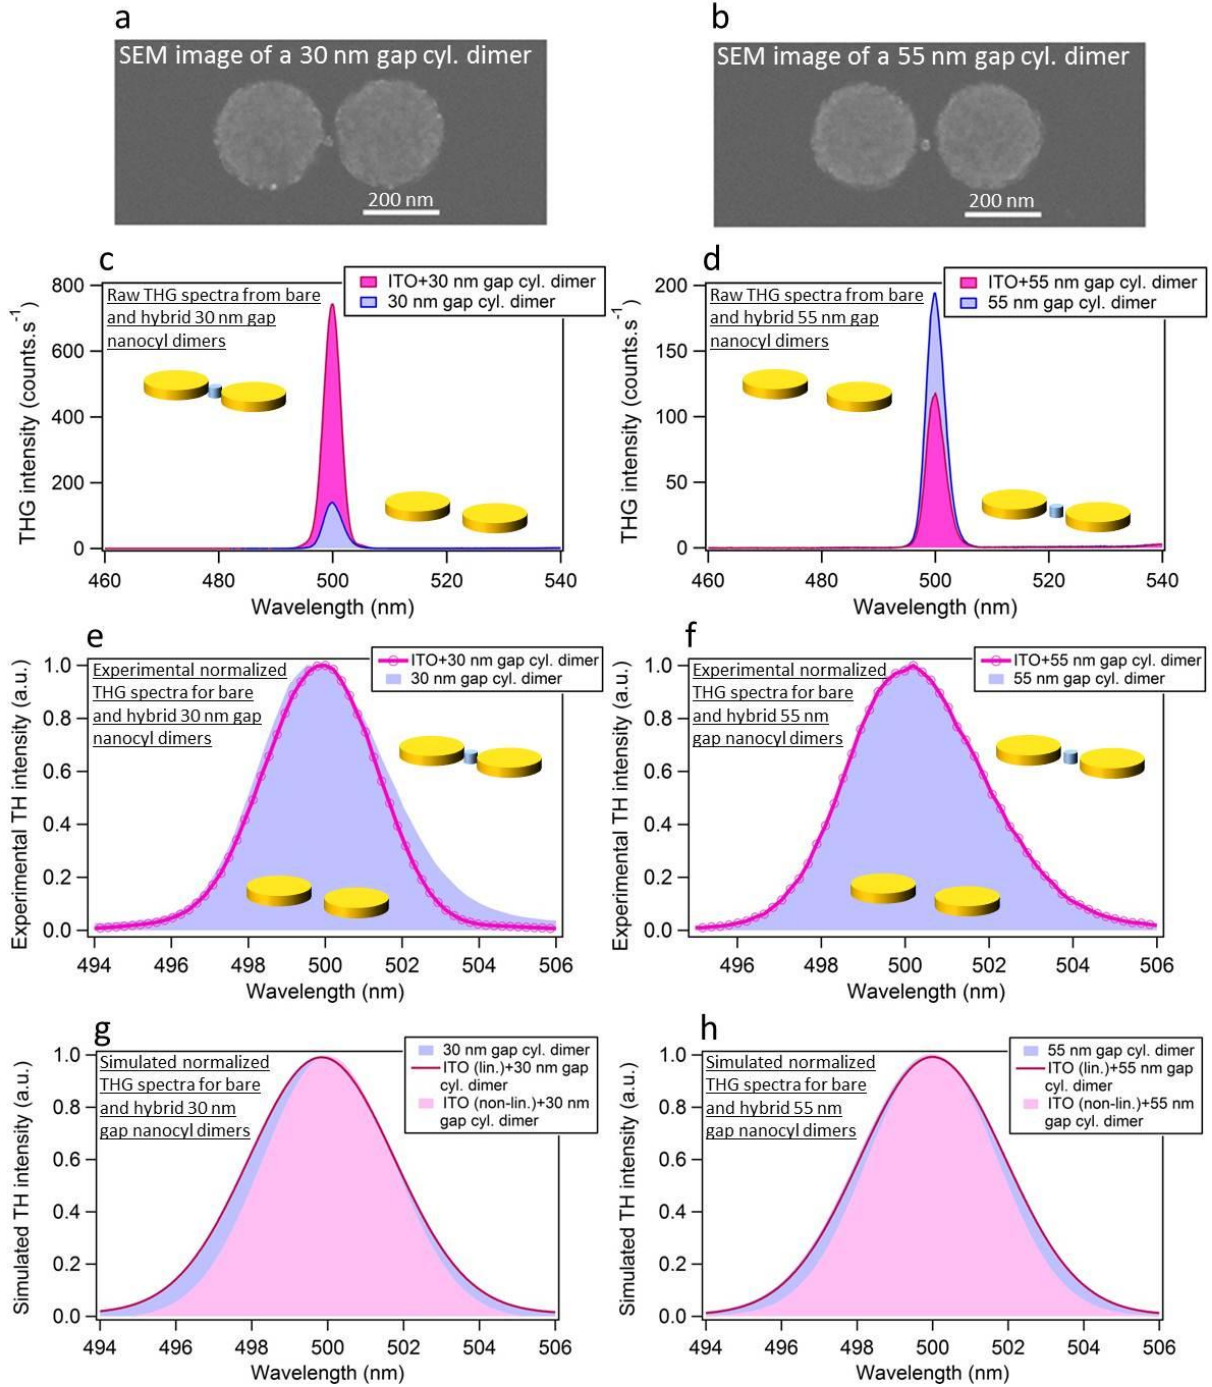 a
SEM image of a 30 nm gap cyl. dimer
200 nm
b
SEM image of a 55 nm gap cyl. dimer
200 nm
c
ITO+30 nm gap cyl. dimer
30 nm gap cyl. dimer
Raw THG spectra from bare
and hybrid 30 nm gap
nanocyl dimers
THG intensity (counts.s-1)
800
600
400
200
0
460
480
500
520
540
Wavelength (nm)
d
ITO+55 nm gap cyl. dimer
55 nm gap cyl. dimer
Raw THG spectra from bare
and hybrid 55 nm gap
nanocyl dimers
THG intensity (counts.s-1)
200
150
100
50
0
460
480
500
520
540
Wavelength (nm)
e
ITO+30 nm gap cyl. dimer
30 nm gap cyl. dimer
Experimental normalized
THG spectra for bare
and hybrid 30 nm gap
nanocyl dimers
Experimental TH intensity (a.u.)
1.0
0.8
0.6
0.4
0.2
0.0
494
496
498
500
502
504
506
Wavelength (nm)
f
ITO+55 nm gap cyl. dimer
55 nm gap cyl. dimer
Experimental normalized
THG spectra for bare
and hybrid 55 nm
gap nanocyl dimers
Experimental TH intensity (a.u.)
1.0
0.8
0.6
0.4
0.2
0.0
496
498
500
502
504
506
Wavelength (nm)
g
30 nm gap cyl. dimer
ITO (lin.)+30 nm gap
cyl. dimer
ITO (non-lin.)+30 nm
gap cyl. dimer
Simulated normalized
THG spectra for bare
and hybrid 30 nm
gap nanocyl dimers
Simulated TH intensity (a.u.)
1.0
0.8
0.6
0.4
0.2
0.0
494
496
498
500
502
504
506
Wavelength (nm)
h
55 nm gap cyl. dimer
ITO (lin.)+55 nm gap
cyl. dimer
ITO (non-lin.)+55 nm
gap cyl. dimer
Simulated normalized
THG spectra for bare
and hybrid 55 nm
gap nanocyl dimers
Simulated TH intensity (a.u.)
1.0
0.8
0.6
0.4
0.2
0.0
494
496
498
500
502
504
506
Wavelength (nm)